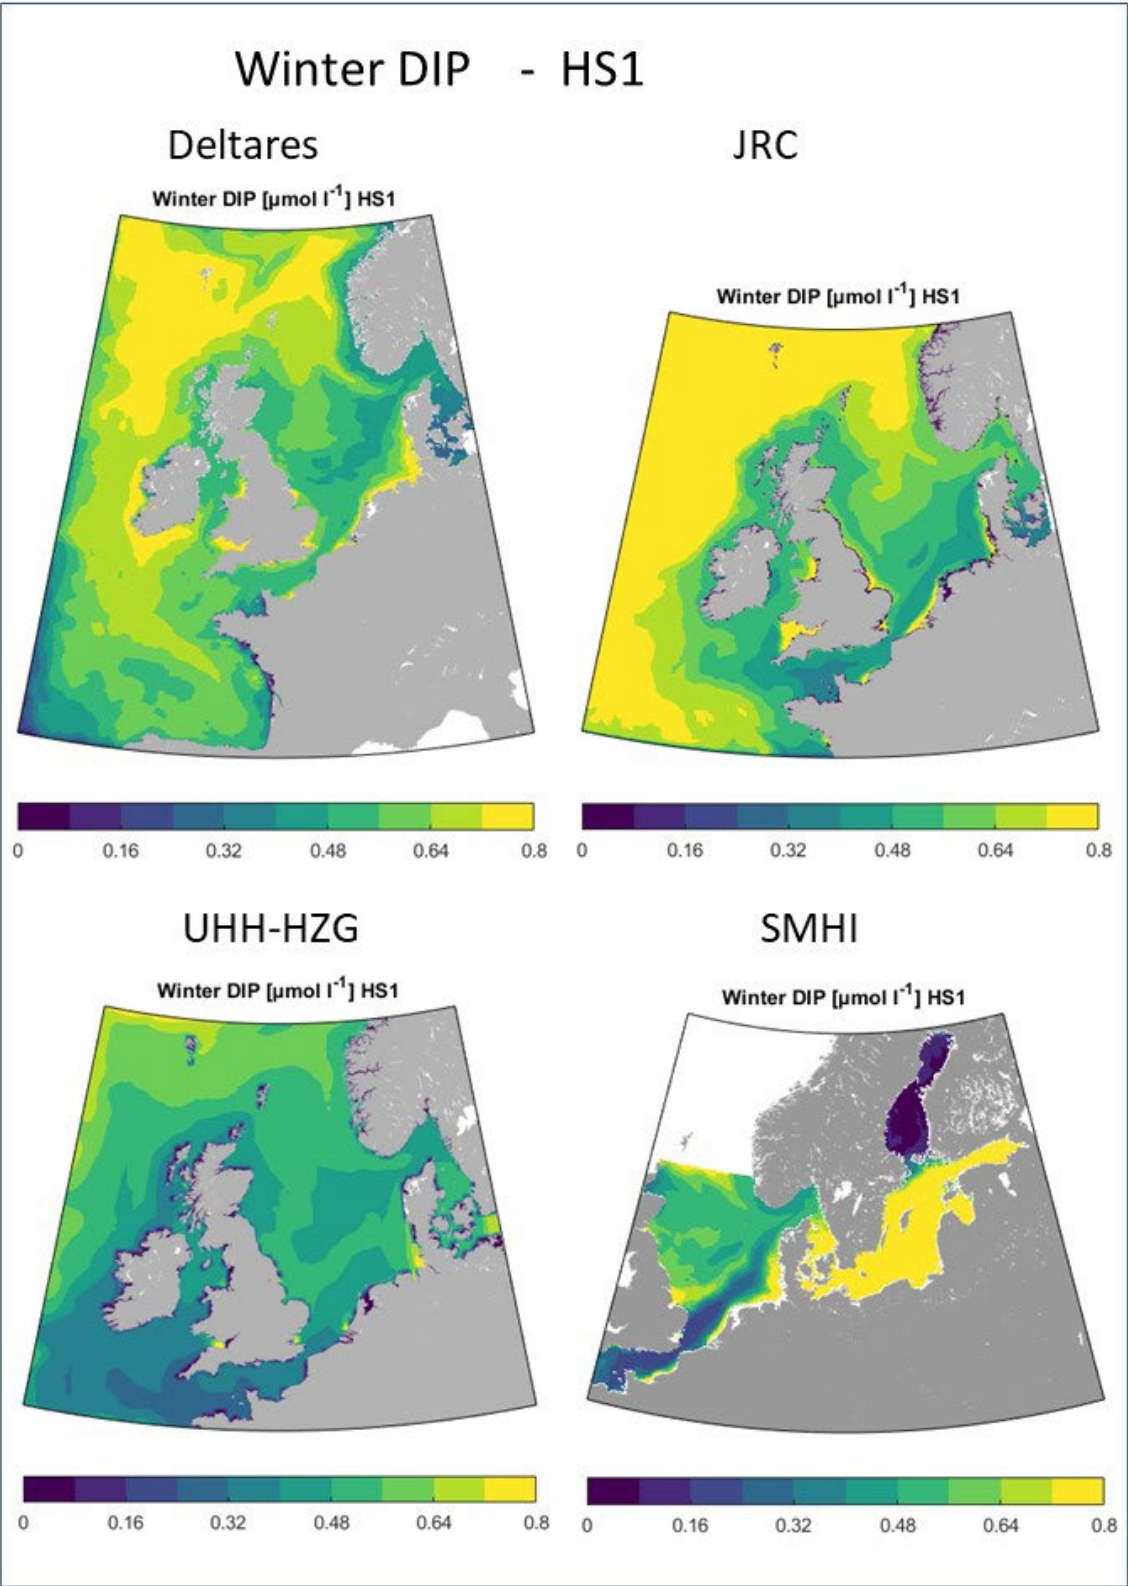 Winter DIP - HS1
Deltares
JRC
Winter DIP [µmol l⁻¹] HS1
Winter DIP [µmol l⁻¹] HS1
0 0.16 0.32 0.48 0.64 0.8
0 0.16 0.32 0.48 0.64 0.8
UHH-HZG
SMHI
Winter DIP [µmol l⁻¹] HS1
Winter DIP [µmol l⁻¹] HS1
0 0.16 0.32 0.48 0.64 0.8
0 0.16 0.32 0.48 0.64 0.8